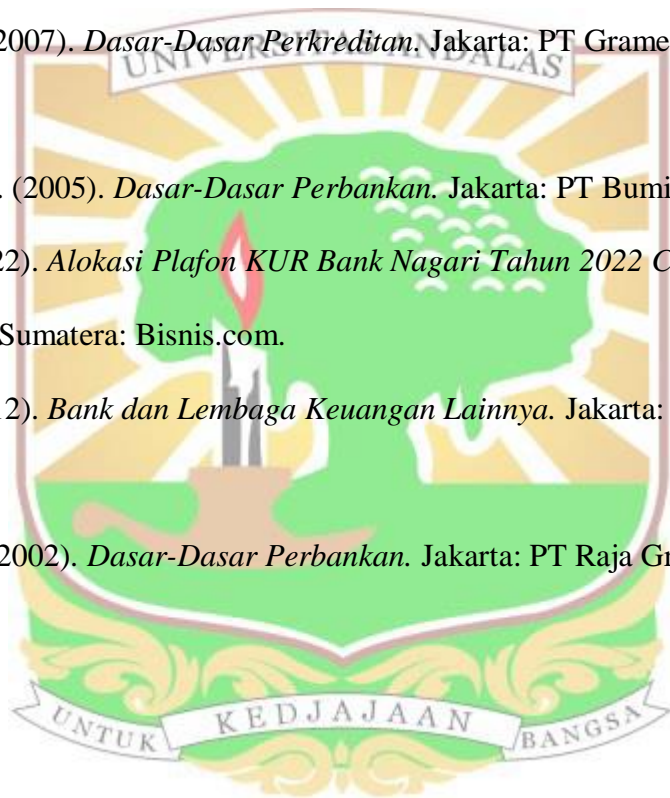 2007). Dasar-Dasar Perkreditan. Jakarta: PT Grame
UNIVERSITAS ANDALAS
. (2005). Dasar-Dasar Perbankan. Jakarta: PT Bumi
22). Alokasi Plafon KUR Bank Nagari Tahun 2022 C
Sumatera: Bisnis.com.
12). Bank dan Lembaga Keuangan Lainnya. Jakarta:
2002). Dasar-Dasar Perbankan. Jakarta: PT Raja Gr
UNTUK KEDJAJAAN BANGSA